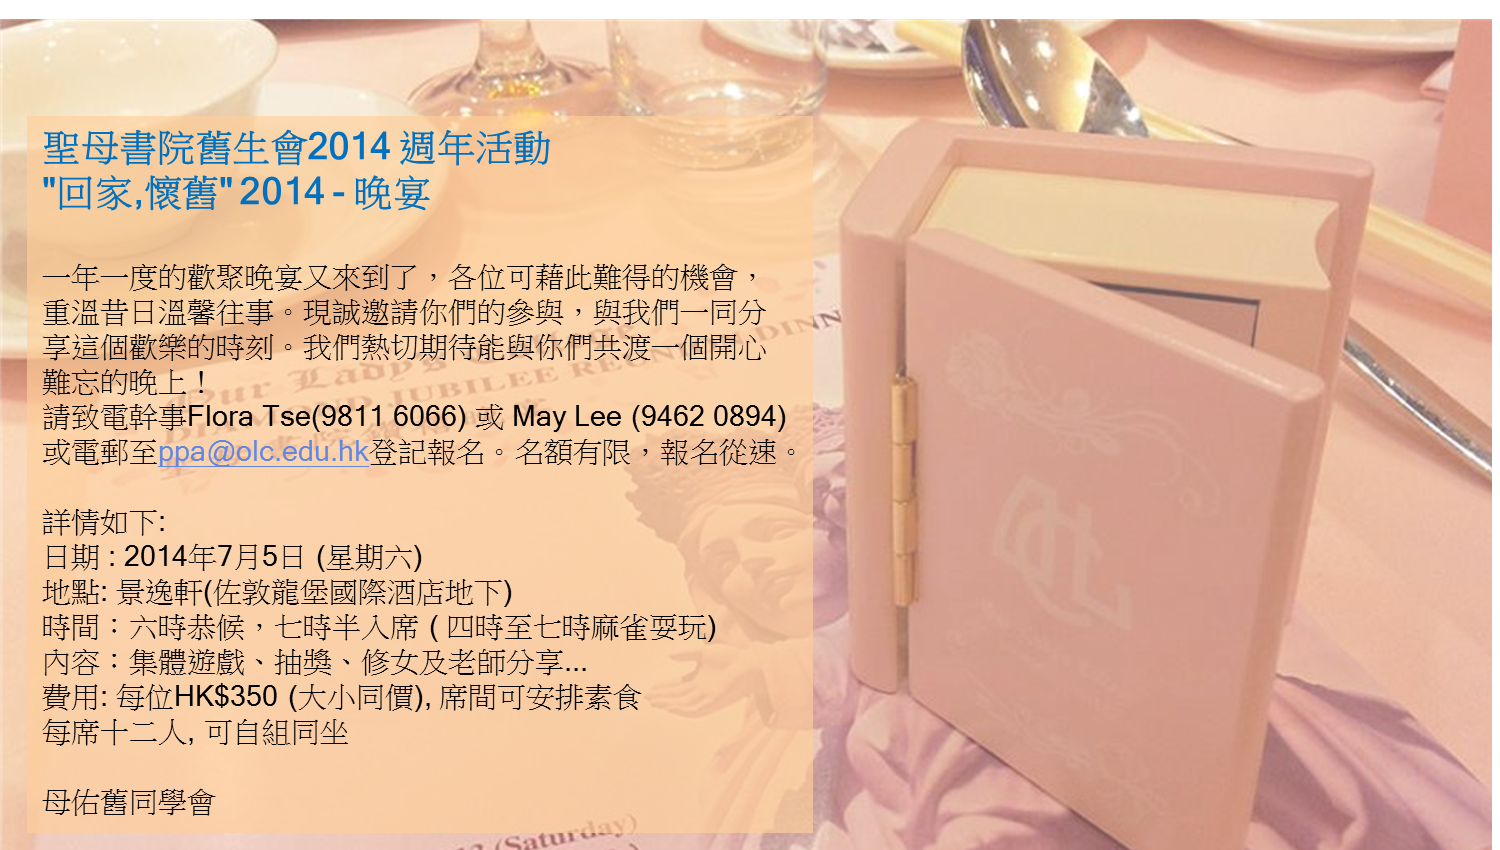 聖母書院舊生會2014 週年活動
"回家,懷舊" 2014 - 晚宴
一年一度的歡聚晚宴又來到了，各位可藉此難得的機會，
重溫昔日溫馨往事。現誠邀請你們的參與，與我們一同分
享這個歡樂的時刻。我們熱切期待能與你們共渡一個開心
難忘的晚上！
請致電幹事Flora Tse(9811 6066) 或 May Lee (9462 0894)
或電郵至ppa@olc.edu.hk登記報名。名額有限，報名從速。
詳情如下:
日期 : 2014年7月5日 (星期六)
地點: 景逸軒(佐敦龍堡國際酒店地下)
時間：六時恭候，七時半入席 ( 四時至七時麻雀耍玩)
內容：集體遊戲、抽獎、修女及老師分享...
費用: 每位HK$350 (大小同價), 席間可安排素食
每席十二人, 可自組同坐
母佑舊同學會
Our Lady's College
DIAMOND JUBILEE REUNION DINN
(Saturday)